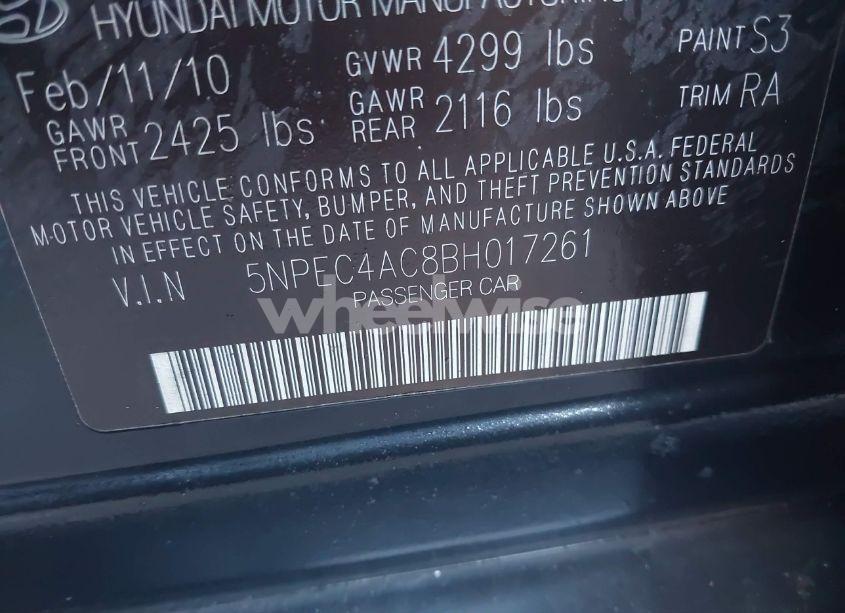 HYUNDAI MOTOR MANUFACTURING
Feb/11/10 GVWR 4299 lbs PAINT S3
GAWR FRONT 2425 lbs GAWR REAR 2116 lbs TRIM RA
THIS VEHICLE CONFORMS TO ALL APPLICABLE U.S.A. FEDERAL
MOTOR VEHICLE SAFETY, BUMPER, AND THEFT PREVENTION STANDARDS
IN EFFECT ON THE DATE OF MANUFACTURE SHOWN ABOVE
V.I.N 5NPEC4AC8BH017261
PASSENGER CAR
wheelwise